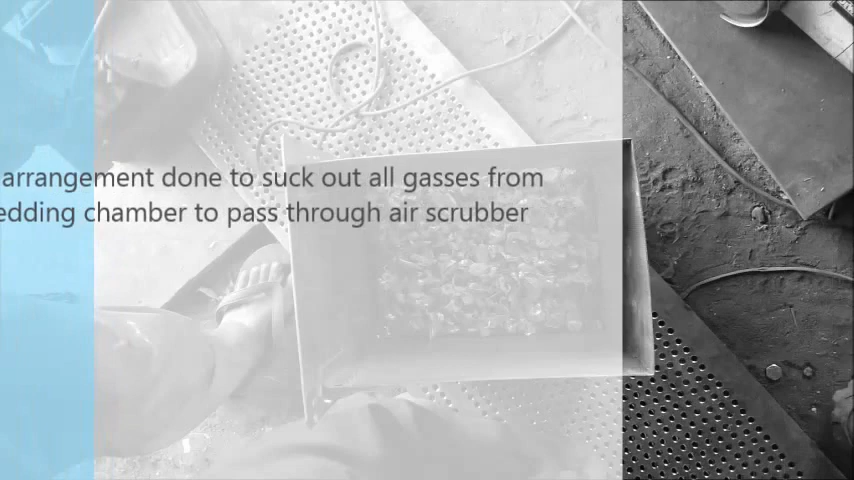 arrangement done to suck out all gasses from
edding chamber to pass through air scrubber